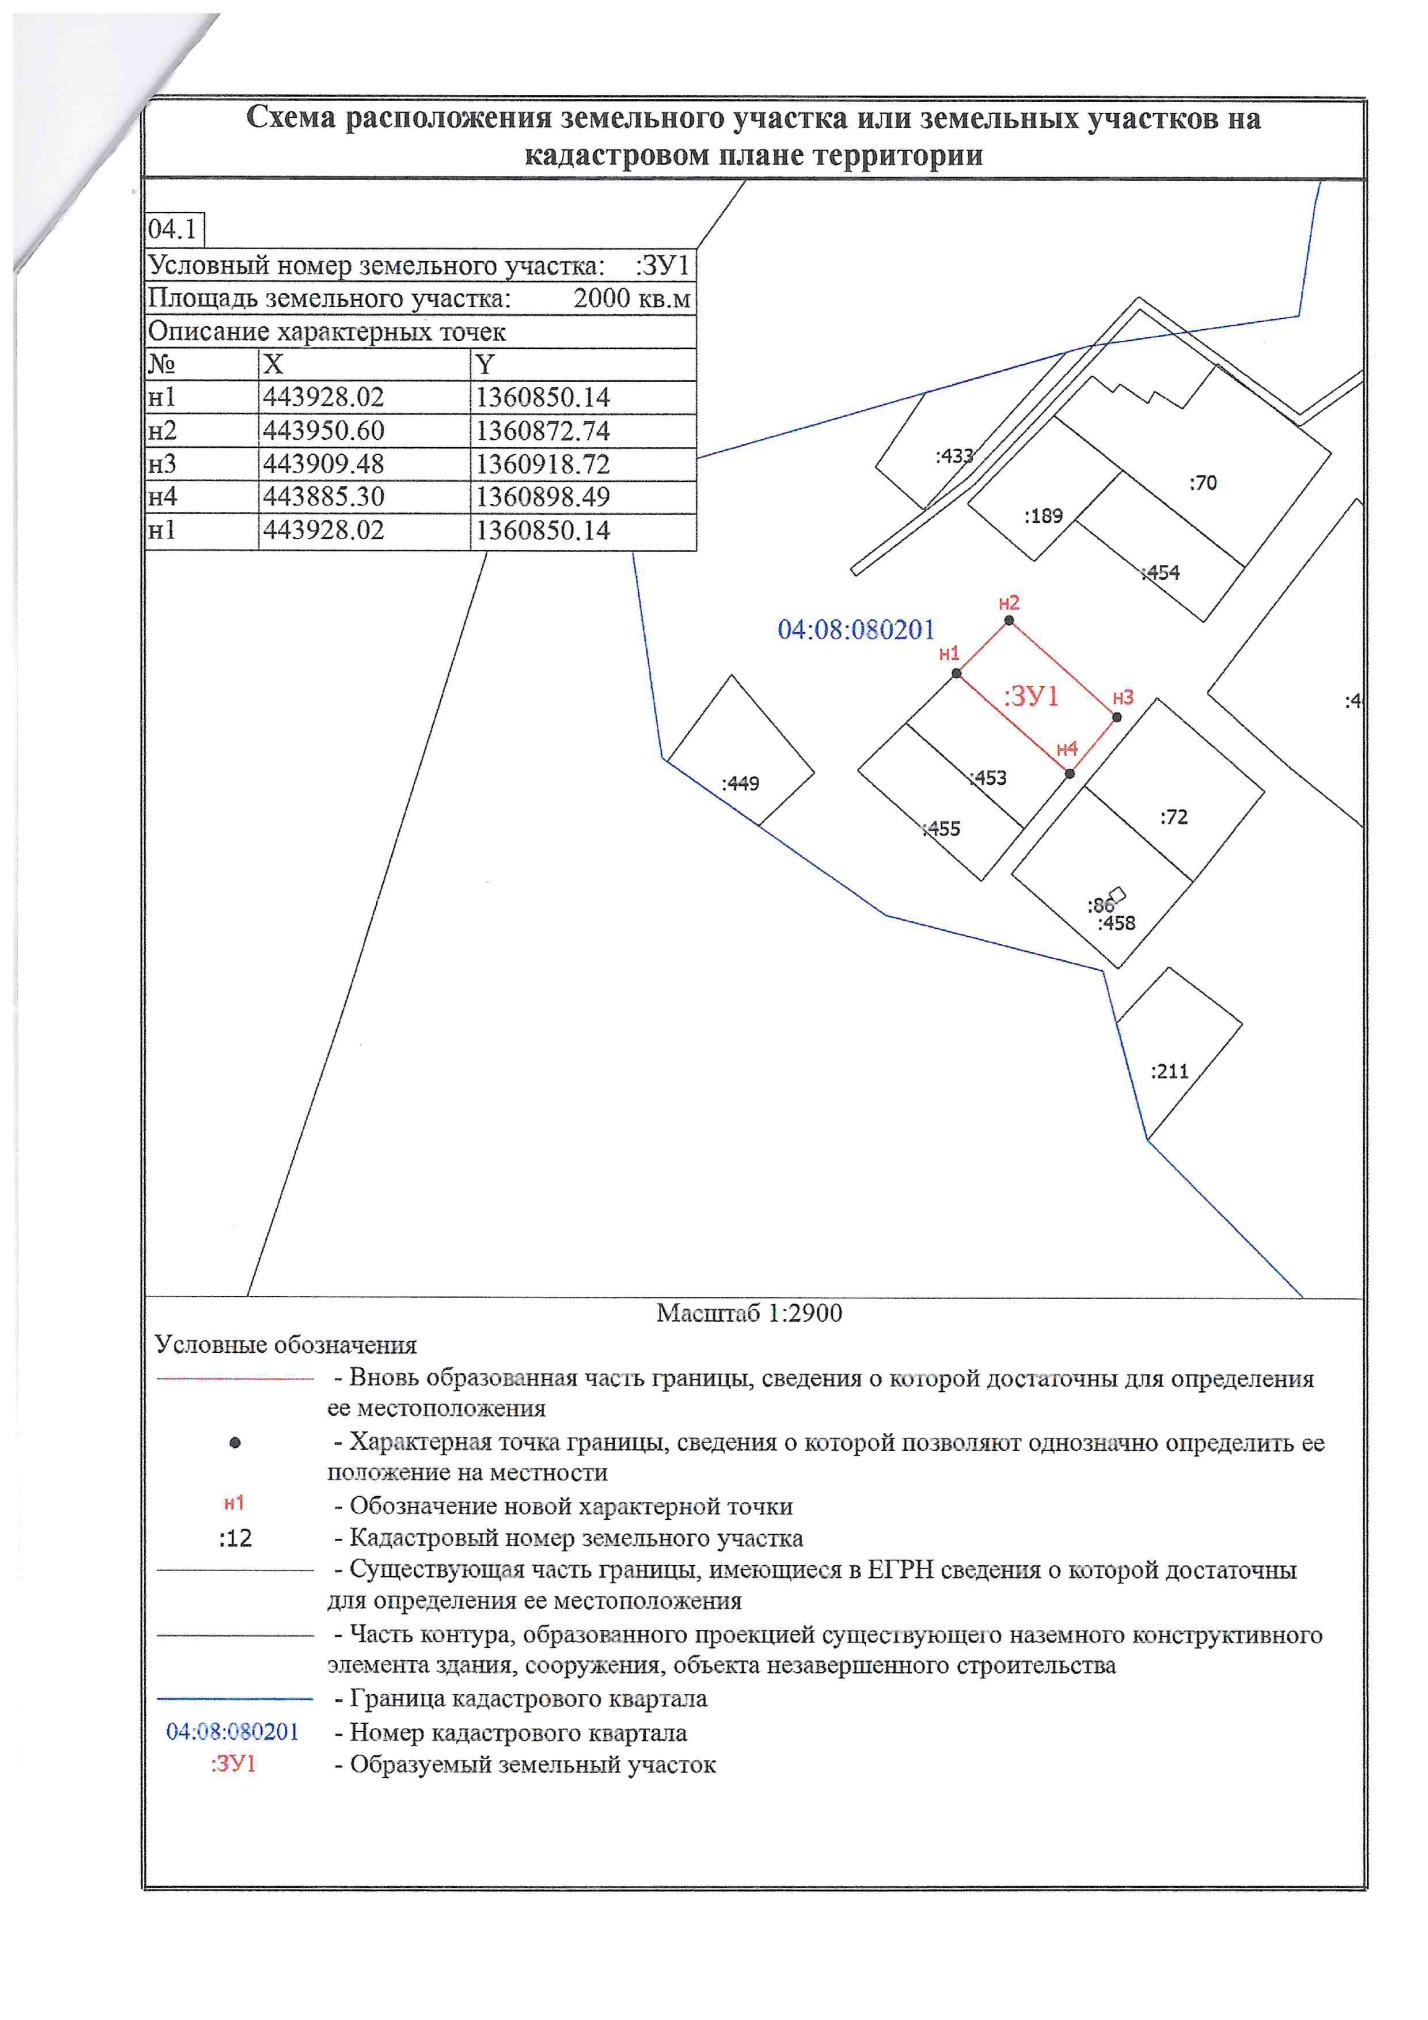 Схема расположения земельного участка или земельных участков на
кадастровом плане территории
04.1
Условный номер земельного участка: :ЗУ1
Площадь земельного участка: 2000 кв.м
Описание характерных точек
№ X Y
н1 443928.02 1360850.14
н2 443950.60 1360872.74
н3 443909.48 1360918.72
н4 443885.30 1360898.49
н1 443928.02 1360850.14
:433
:70
:189
:454
н2
04:08:080201
н1
:ЗУ1
н3
:4
н4
:453
:449
:72
:455
:86
:458
:211
Масштаб 1:2900
Условные обозначения
- Вновь образованная часть границы, сведения о которой достаточны для определения
ее местоположения
- Характерная точка границы, сведения о которой позволяют однозначно определить ее
положение на местности
н1 - Обозначение новой характерной точки
:12 - Кадастровый номер земельного участка
- Существующая часть границы, имеющиеся в ЕГРН сведения о которой достаточны
для определения ее местоположения
- Часть контура, образованного проекцией существующего наземного конструктивного
элемента здания, сооружения, объекта незавершенного строительства
- Граница кадастрового квартала
04:08:080201 - Номер кадастрового квартала
:ЗУ1 - Образуемый земельный участок